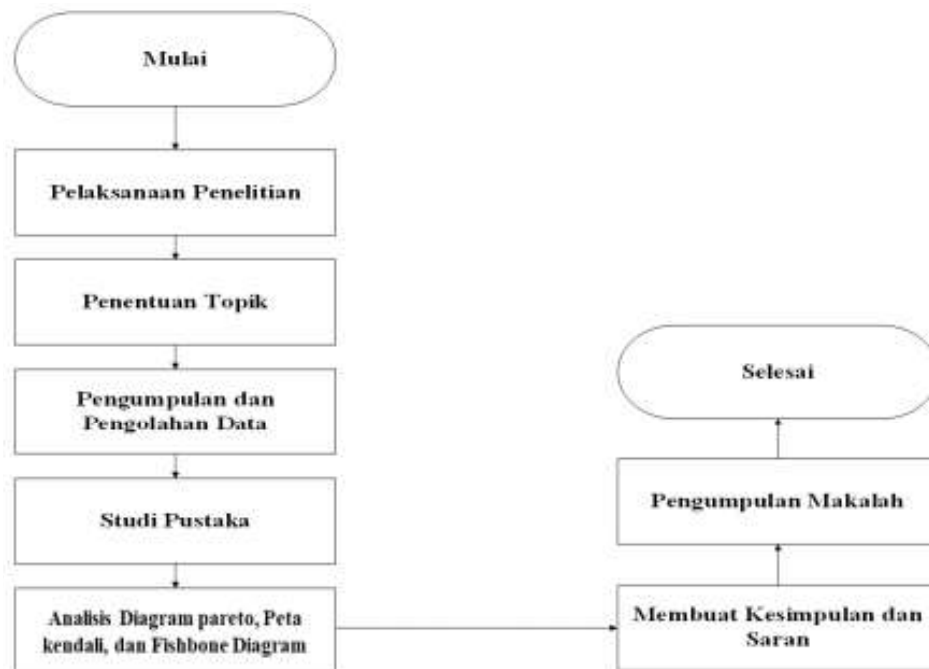 Mulai
Pelaksanaan Penelitian
Penentuan Topik
Pengumpulan dan
Pengolahan Data
Studi Pustaka
Analisis Diagram pareto, Peta
kendali, dan Fishbone Diagram
Membuat Kesimpulan dan
Saran
Pengumpulan Makalah
Selesai